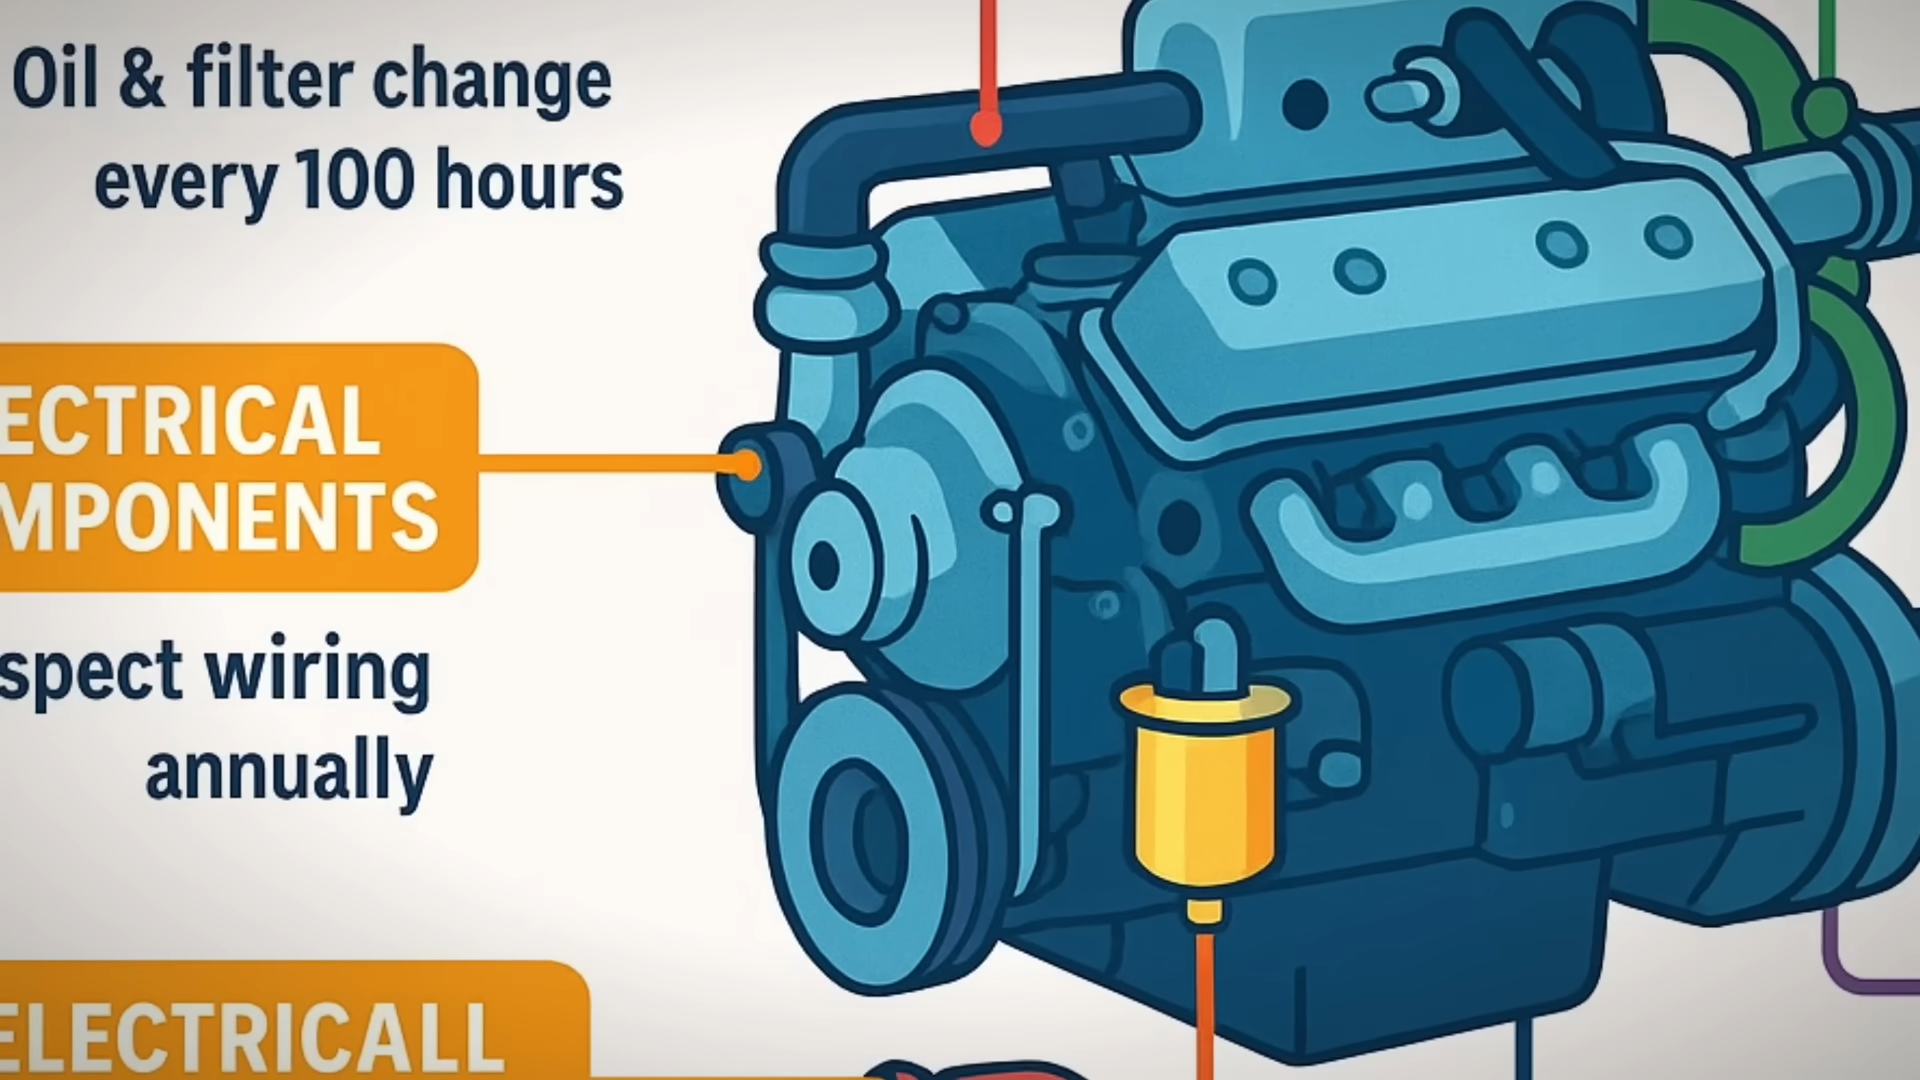 Oil & filter change
every 100 hours
ECTRICAL
MPONENTS
spect wiring
annually
ELECTRICALL